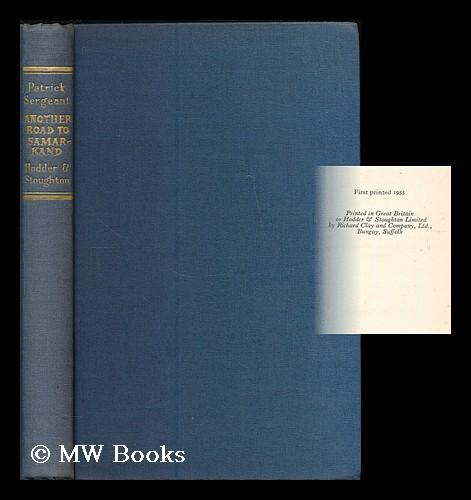 Patrick
Sergeant
ANOTHER
ROAD TO
SAMAR-
KAND
Hodder &
Stoughton
First printed 1955
Printed in Great Britain
or Hodder & Stoughton Limited
by Richard Clay and Company, Ltd.,
Bungay, Suffolk
© MW Books